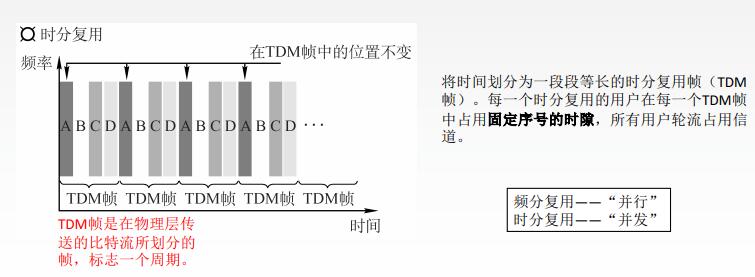 ¤ 时分复用
在TDM帧中的位置不变
频率
A B C D A B C D A B C D A B C D ···
TDM帧 TDM帧 TDM帧 TDM帧 TDM帧
时间
TDM帧是在物理层传
送的比特流所划分的
帧，标志一个周期。
将时间划分为一段段等长的时分复用帧（TDM
帧）。每一个时分复用的用户在每一个TDM帧
中占用固定序号的时隙，所有用户轮流占用信
道。
频分复用——“并行”
时分复用——“并发”